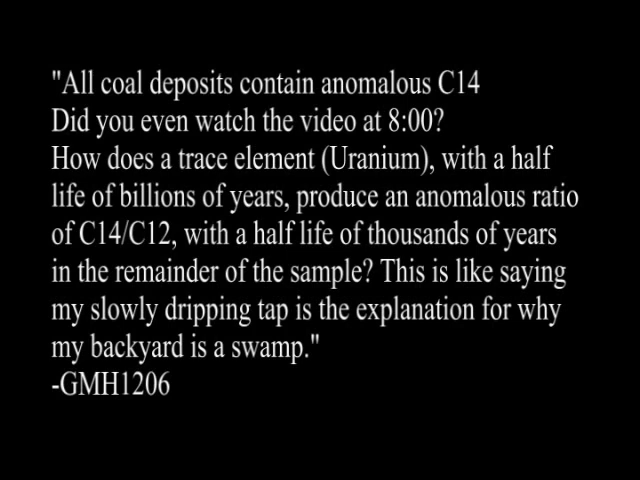 "All coal deposits contain anomalous C14
Did you even watch the video at 8:00?
How does a trace element (Uranium), with a half
life of billions of years, produce an anomalous ratio
of C14/C12, with a half life of thousands of years
in the remainder of the sample? This is like saying
my slowly dripping tap is the explanation for why
my backyard is a swamp."
-GMH1206